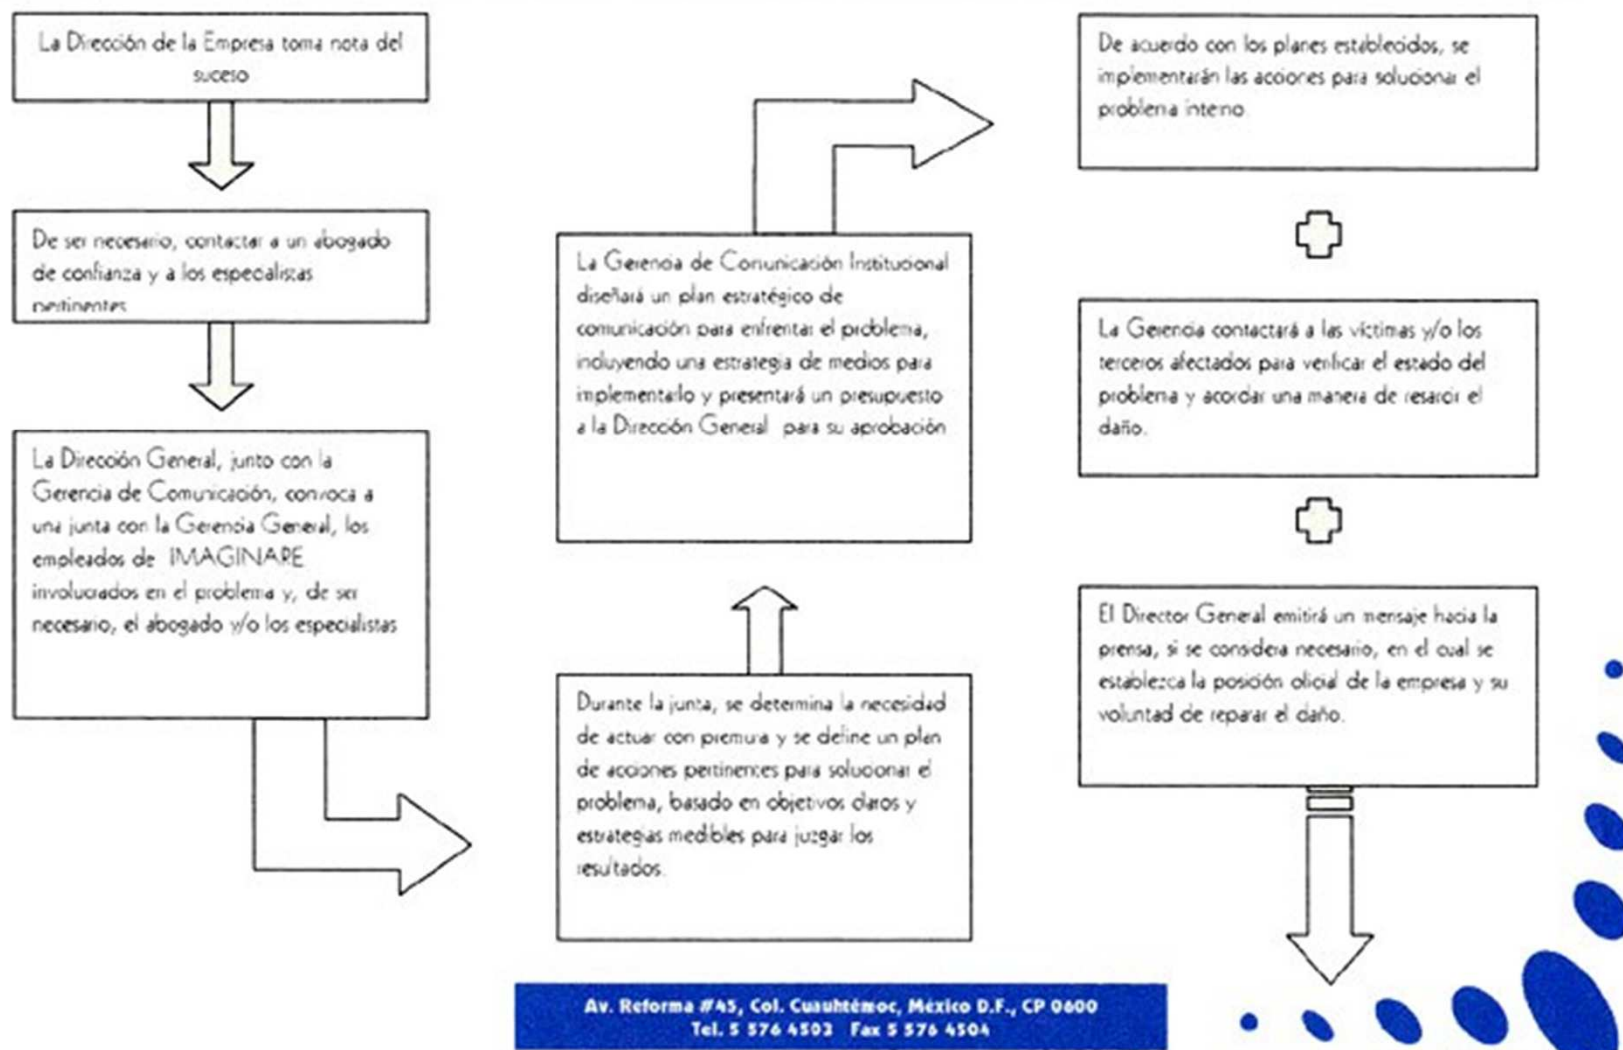 La Dirección de la Empresa toma nota del
suceso
De ser necesario, contactar a un abogado
de confianza y a los especialistas
pertinentes
La Dirección General, junto con la
Gerencia de Comunicación, convoca a
una junta con la Gerencia General, los
empleados de IMAGINARE
involucrados en el problema y, de ser
necesario, el abogado y/o los especialistas
Durante la junta, se determina la necesidad
de actuar con premura y se define un plan
de acciones pertinentes para solucionar el
problema, basado en objetivos claros y
estrategias medibles para juzgar los
resultados.
La Gerencia de Comunicación Institucional
diseñará un plan estratégico de
comunicación para enfrentar el problema,
incluyendo una estrategia de medios para
implementarlo y presentará un presupuesto
a la Dirección General para su aprobación
De acuerdo con los planes establecidos, se
implementarán las acciones para solucionar el
problema interno.
La Gerencia contactará a las víctimas y/o los
terceros afectados para verificar el estado del
problema y acordar una manera de resarcir el
daño.
El Director General emitirá un mensaje hacia la
prensa, si se considera necesario, en el cual se
establezca la posición oficial de la empresa y su
voluntad de reparar el daño.
Av. Reforma #45, Col. Cuauhtémoc, México D.F., CP 0600
Tel. 5 576 4503 Fax 5 576 4504